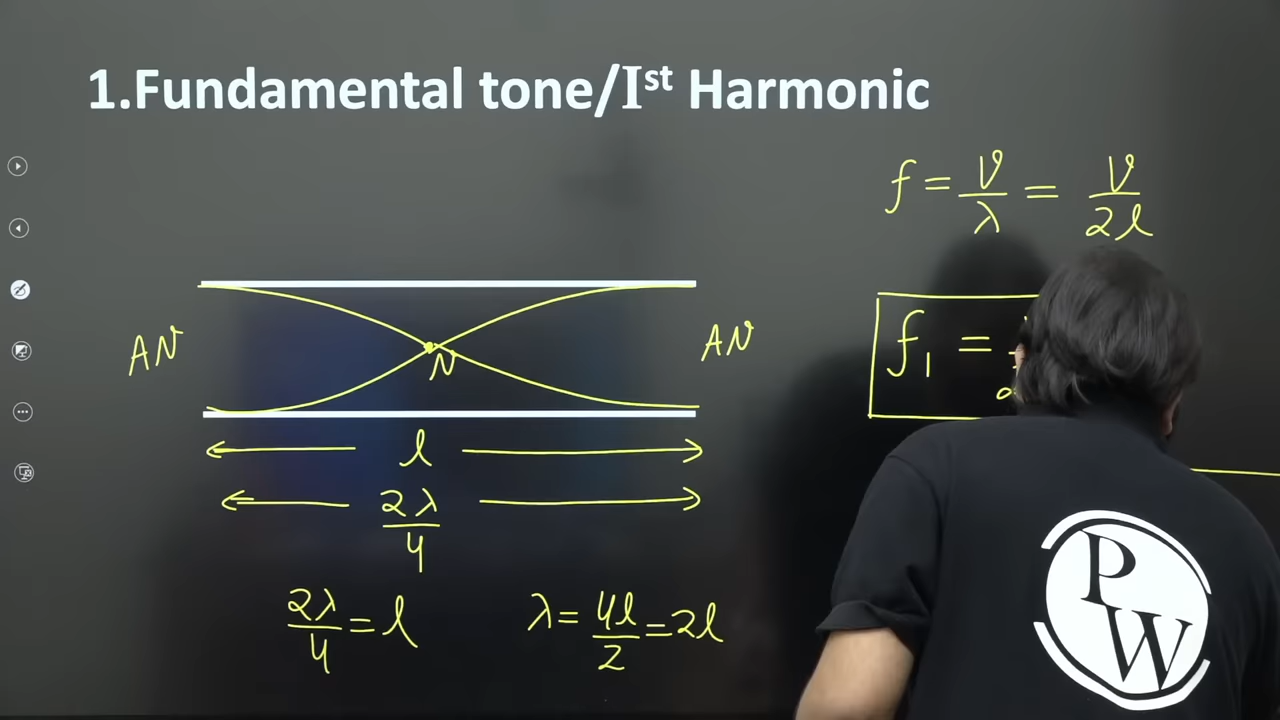 1.Fundamental tone/Iˢᵗ Harmonic
f = v/λ = v/2l
AN
N
AN
f₁ =
l
2λ/4
2λ/4 = l
λ = 4l/2 = 2l
PW